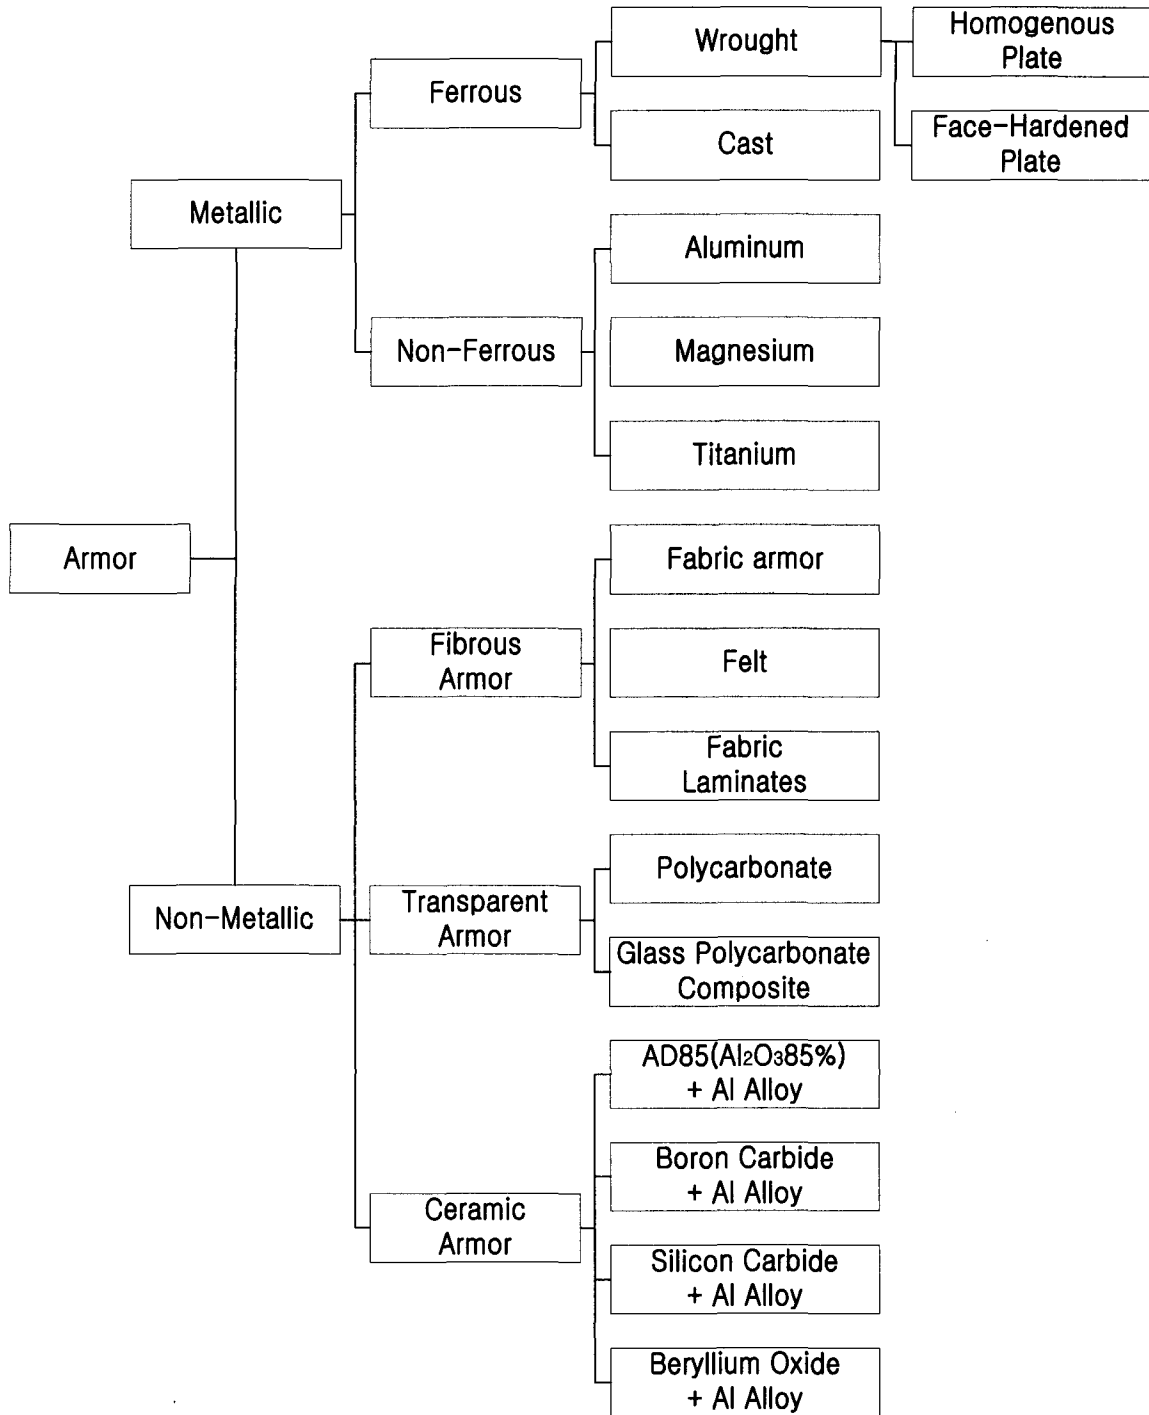 Wrought
Homogenous
Plate
Ferrous
Cast
Face-Hardened
Plate
Metallic
Aluminum
Non-Ferrous
Magnesium
Titanium
Armor
Fabric armor
Fibrous
Armor
Felt
Fabric
Laminates
Non-Metallic
Transparent
Armor
Polycarbonate
Glass Polycarbonate
Composite
AD85(Al₂O₃85%)
+ Al Alloy
Boron Carbide
+ Al Alloy
Ceramic
Armor
Silicon Carbide
+ Al Alloy
Beryllium Oxide
+ Al Alloy